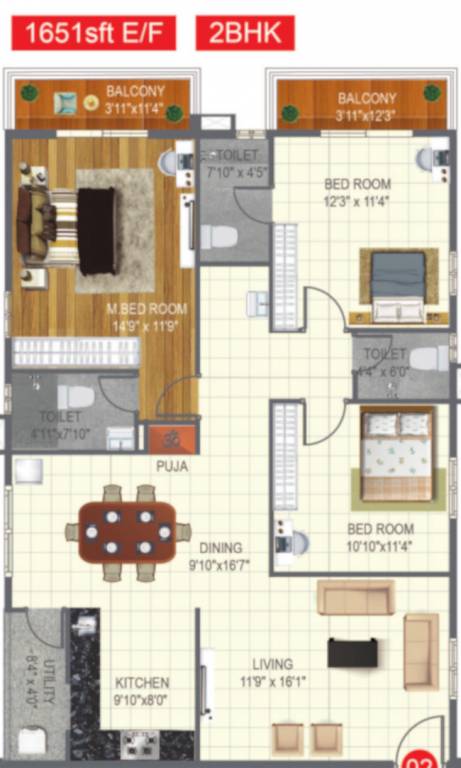 1651sft E/F 2BHK
BALCONY
3'11"x11'4"
BALCONY
3'11"x12'3"
TOILET
7'10" x 4'5"
BED ROOM
12'3" x 11'4"
M.BED ROOM
14'9" x 11'9"
TOILET
4'4" x 6'0"
TOILET
4'11"x7'10"
PUJA
BED ROOM
10'10"x11'4"
DINING
9'10"x16'7"
UTILITY
8'4" x 4'0"
KITCHEN
9'10"x8'0"
LIVING
11'9" x 16'1"
02